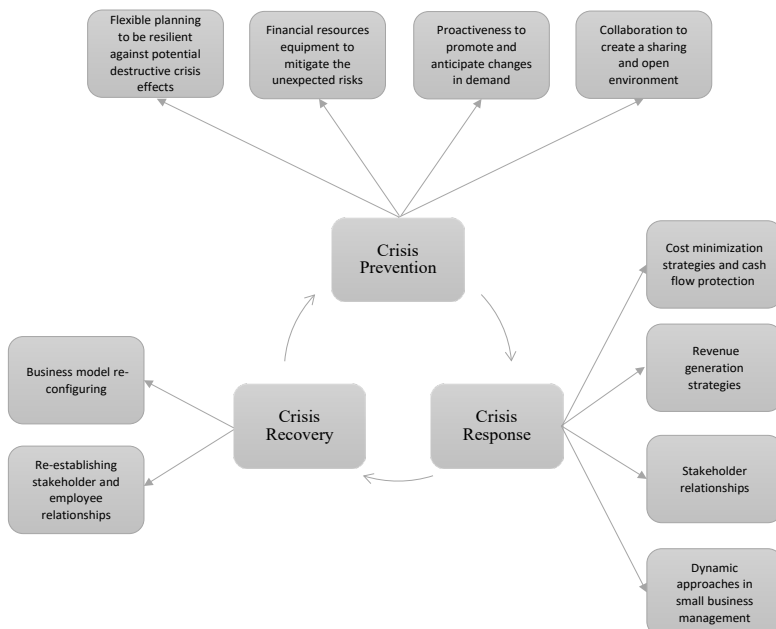 Flexible planning
to be resilient
against potential
destructive crisis
effects
Financial resources
equipment to
mitigate the
unexpected risks
Proactiveness to
promote and
anticipate changes
in demand
Collaboration to
create a sharing
and open
environment
Crisis
Prevention
Cost minimization
strategies and cash
flow protection
Revenue
generation
strategies
Business model re-
configuring
Crisis
Recovery
Crisis
Response
Re-establishing
stakeholder and
employee
relationships
Stakeholder
relationships
Dynamic
approaches in
small business
management